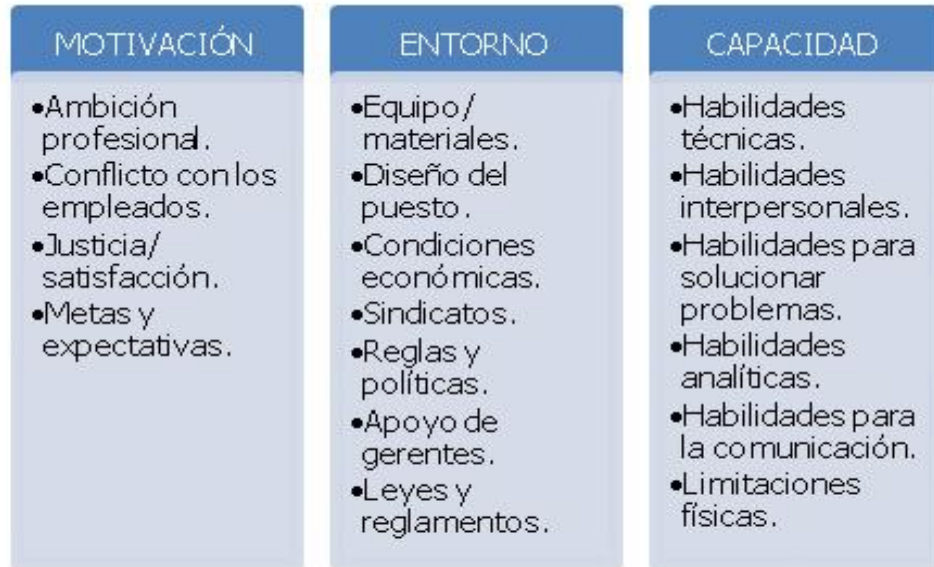 MOTIVACIÓN
•Ambición
profesional.
•Conflicto con los
empleados.
•Justicia/
satisfacción.
•Metas y
expectativas.
ENTORNO
•Equipo/
materiales.
•Diseño del
puesto.
•Condiciones
económicas.
•Sindicatos.
•Reglas y
políticas.
•Apoyo de
gerentes.
•Leyes y
reglamentos.
CAPACIDAD
•Habilidades
técnicas.
•Habilidades
interpersonales.
•Habilidades para
solucionar
problemas.
•Habilidades
analíticas.
•Habilidades para
la comunicación.
•Limitaciones
físicas.